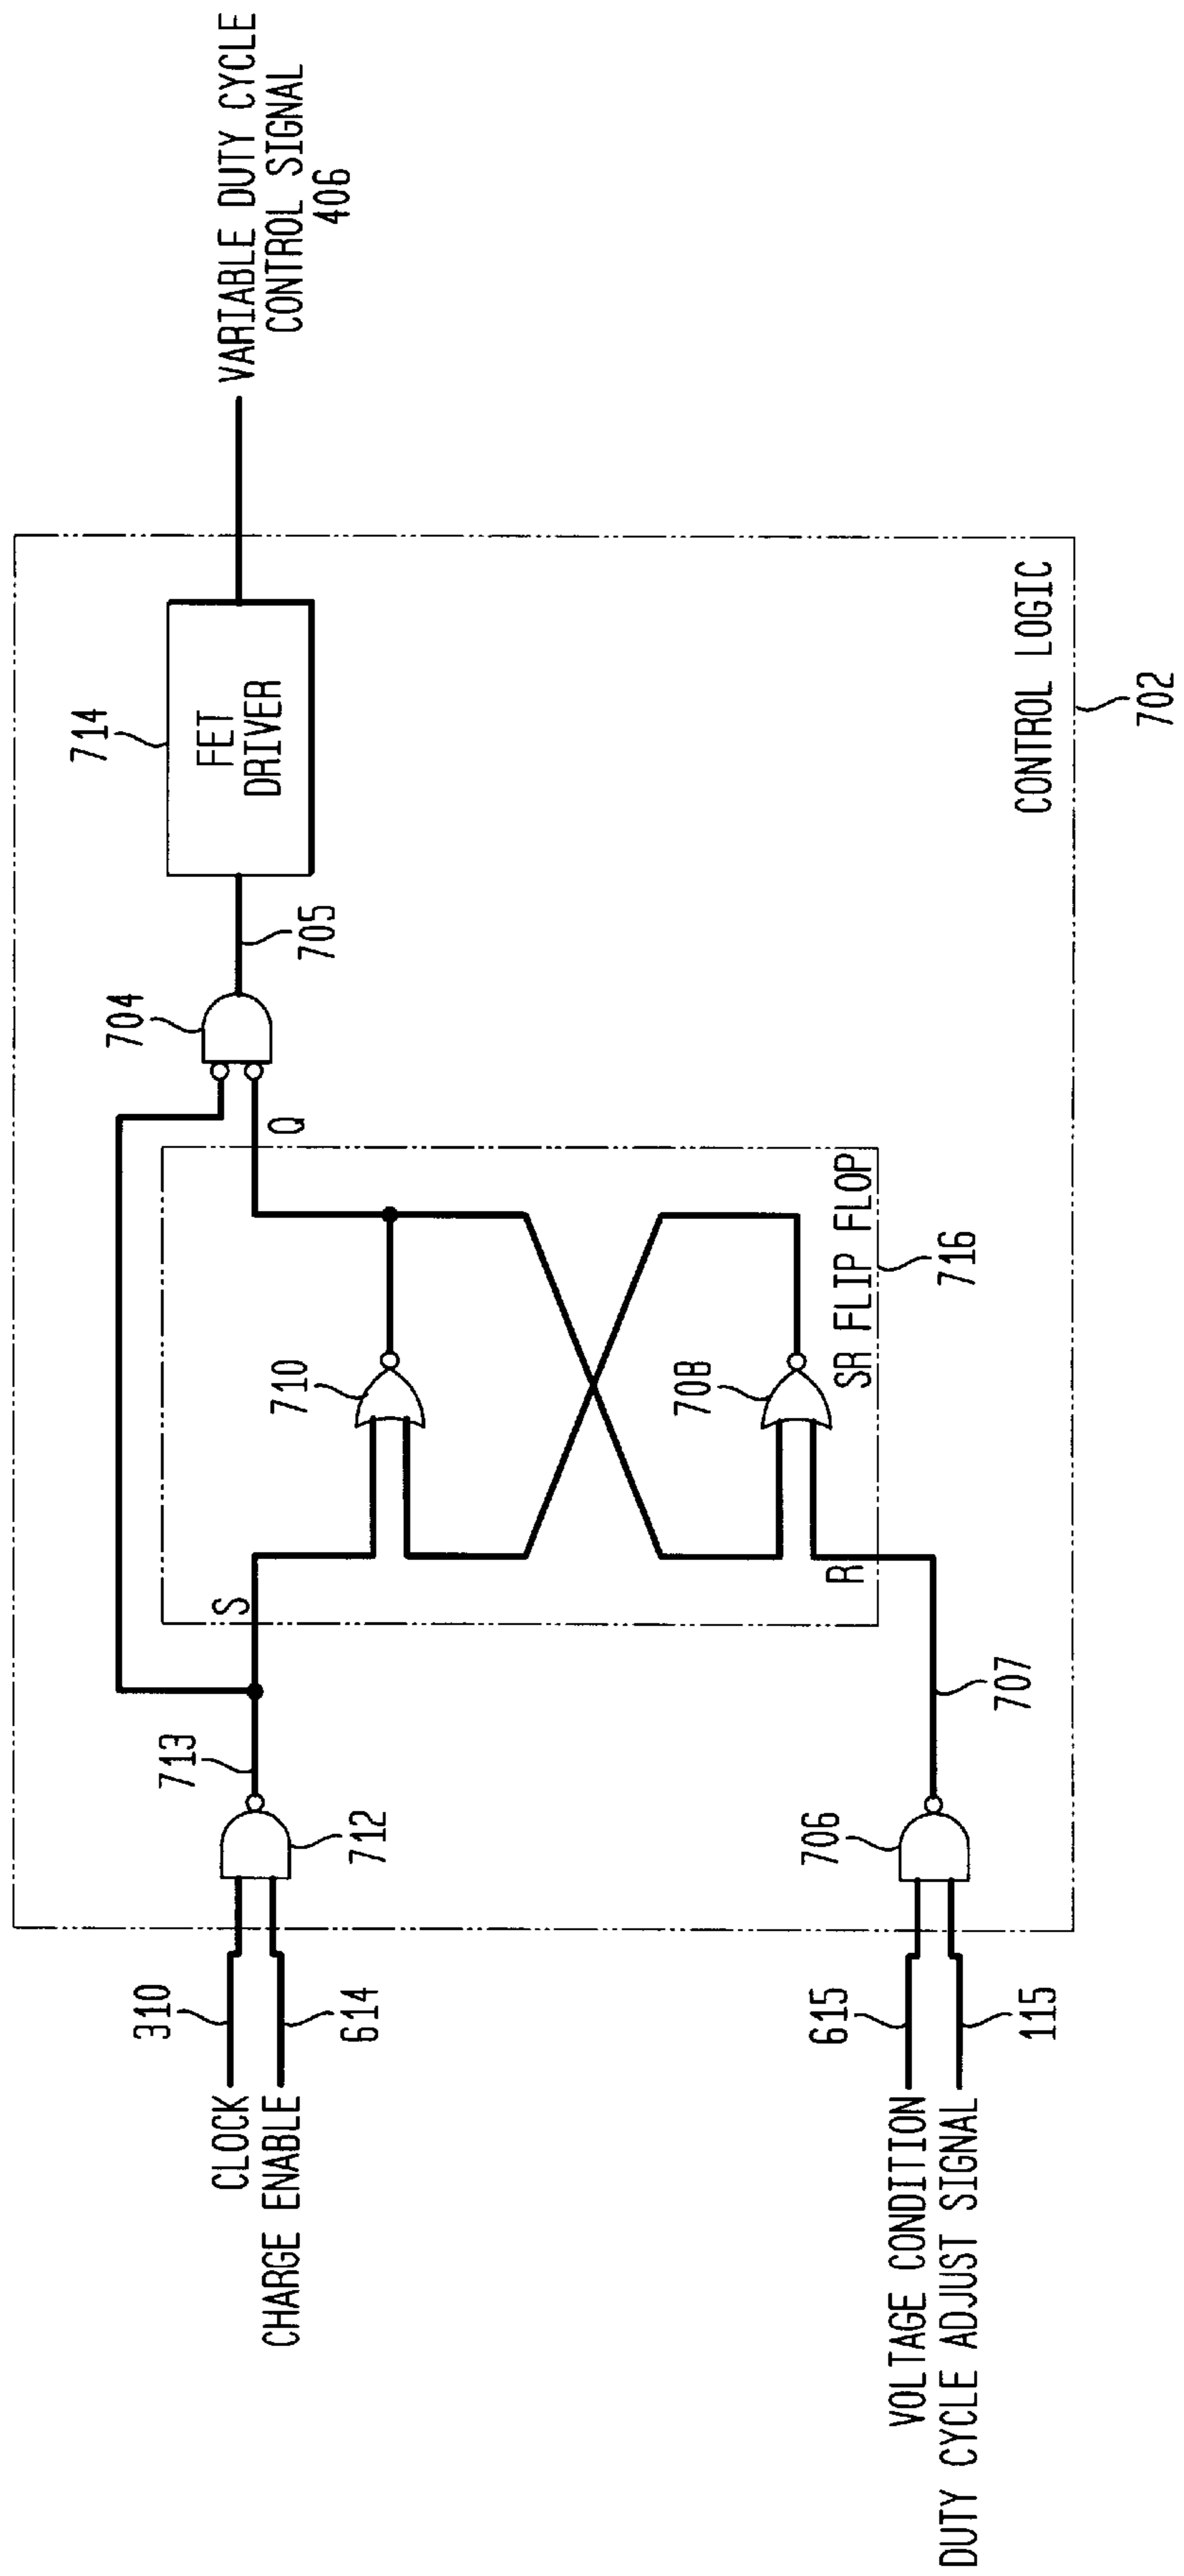 CLOCK
310
CHARGE ENABLE
614
713
712
S
710
Q
704
705
714
FET
DRIVER
VARIABLE DUTY CYCLE
CONTROL SIGNAL
406
VOLTAGE CONDITION
615
DUTY CYCLE ADJUST SIGNAL
115
706
707
R
708
SR FLIP FLOP
716
CONTROL LOGIC
702